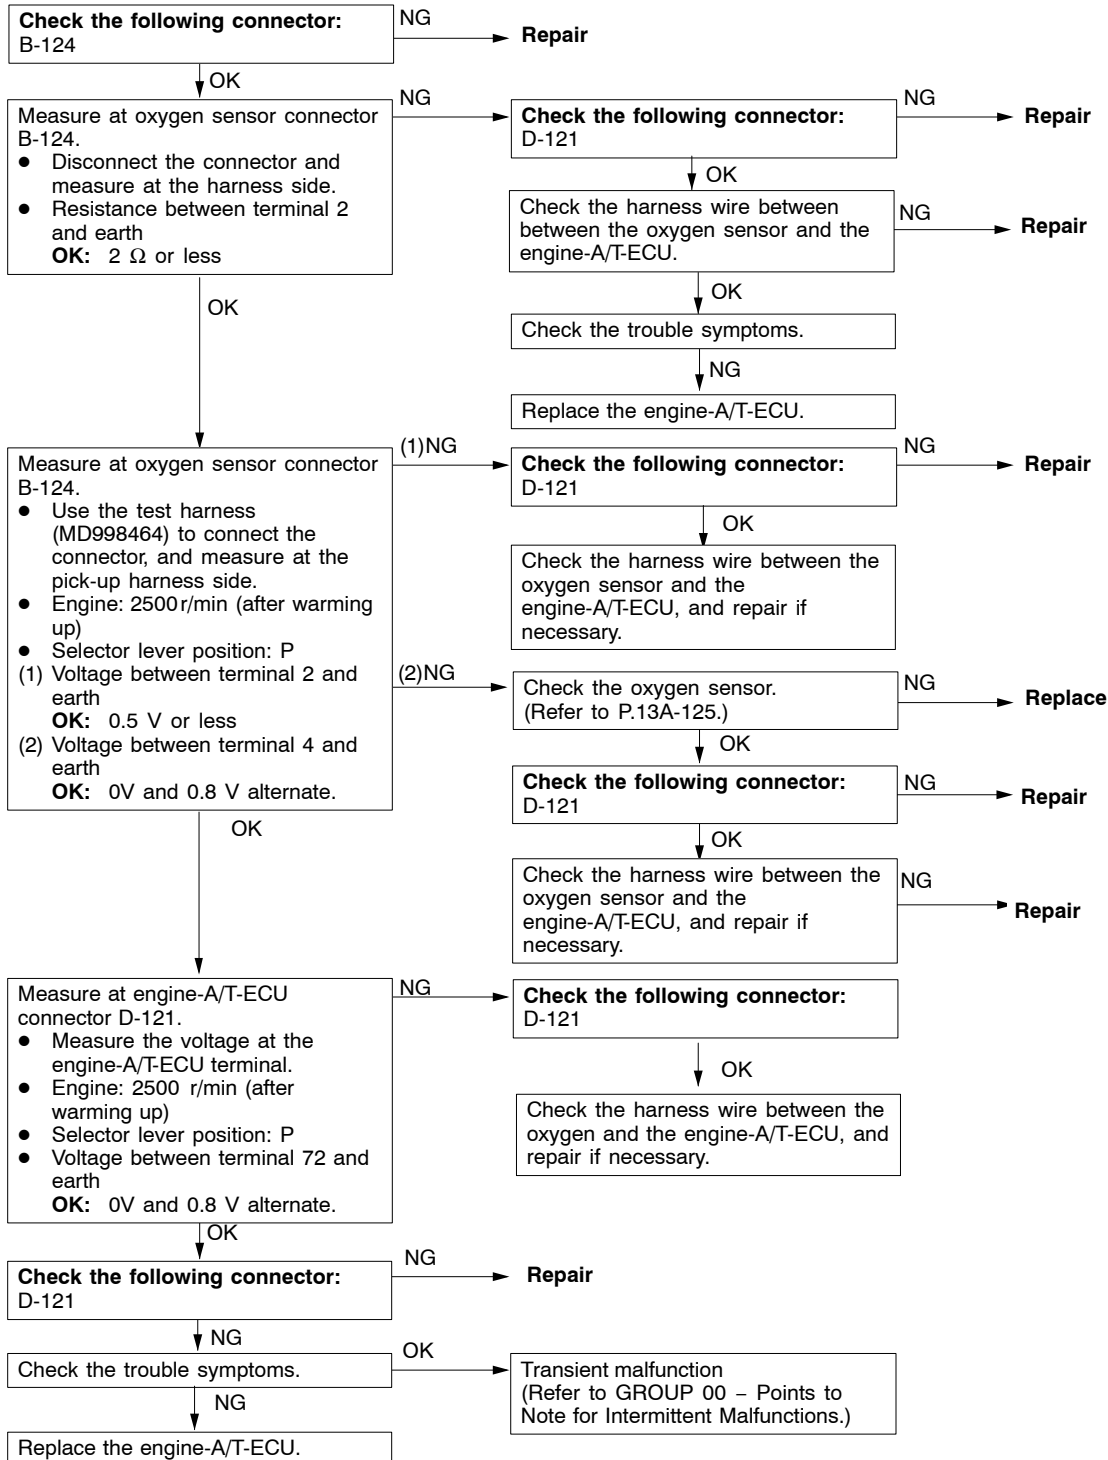 Check the following connector:
B-124
NG
Repair
OK
Measure at oxygen sensor connector
B-124.
● Disconnect the connector and
measure at the harness side.
● Resistance between terminal 2
and earth
OK: 2 Ω or less
NG
Check the following connector:
D-121
NG
Repair
OK
Check the harness wire between
between the oxygen sensor and the
engine-A/T-ECU.
NG
Repair
OK
Check the trouble symptoms.
NG
Replace the engine-A/T-ECU.
OK
Measure at oxygen sensor connector
B-124.
● Use the test harness
(MD998464) to connect the
connector, and measure at the
pick-up harness side.
● Engine: 2500 r/min (after warming
up)
● Selector lever position: P
(1) Voltage between terminal 2 and
earth
OK: 0.5 V or less
(2) Voltage between terminal 4 and
earth
OK: 0V and 0.8 V alternate.
(1)NG
Check the following connector:
D-121
NG
Repair
OK
Check the harness wire between the
oxygen sensor and the
engine-A/T-ECU, and repair if
necessary.
(2)NG
Check the oxygen sensor.
(Refer to P.13A-125.)
NG
Replace
OK
Check the following connector:
D-121
NG
Repair
OK
Check the harness wire between the
oxygen sensor and the
engine-A/T-ECU, and repair if
necessary.
NG
Repair
OK
Measure at engine-A/T-ECU
connector D-121.
● Measure the voltage at the
engine-A/T-ECU terminal.
● Engine: 2500 r/min (after
warming up)
● Selector lever position: P
● Voltage between terminal 72 and
earth
OK: 0V and 0.8 V alternate.
NG
Check the following connector:
D-121
OK
Check the harness wire between the
oxygen and the engine-A/T-ECU, and
repair if necessary.
OK
Check the following connector:
D-121
NG
Repair
NG
Check the trouble symptoms.
OK
Transient malfunction
(Refer to GROUP 00 – Points to
Note for Intermittent Malfunctions.)
NG
Replace the engine-A/T-ECU.